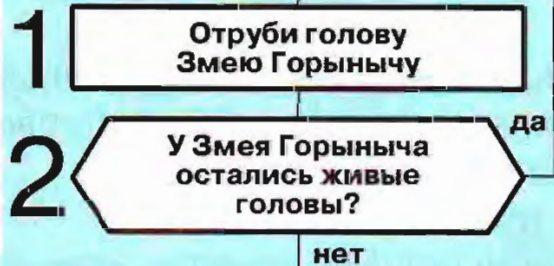 1
Отруби голову
Змею Горынычу
да
2
У Змея Горыныча
остались живые
головы?
нет